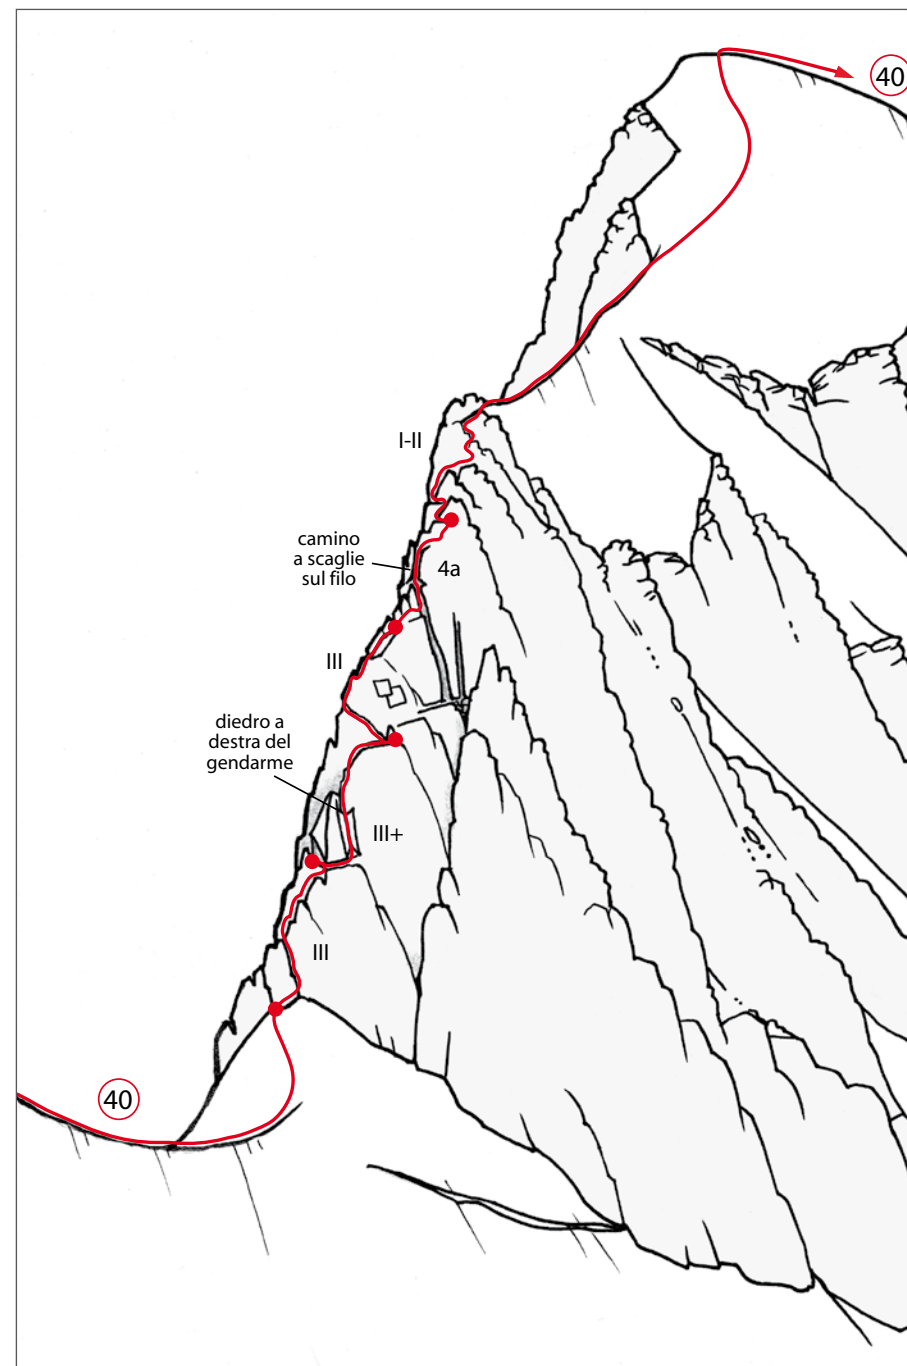 40
I-II
camino
a scaglie
sul filo
4a
III
diedro a
destra del
gendarme
III+
III
40